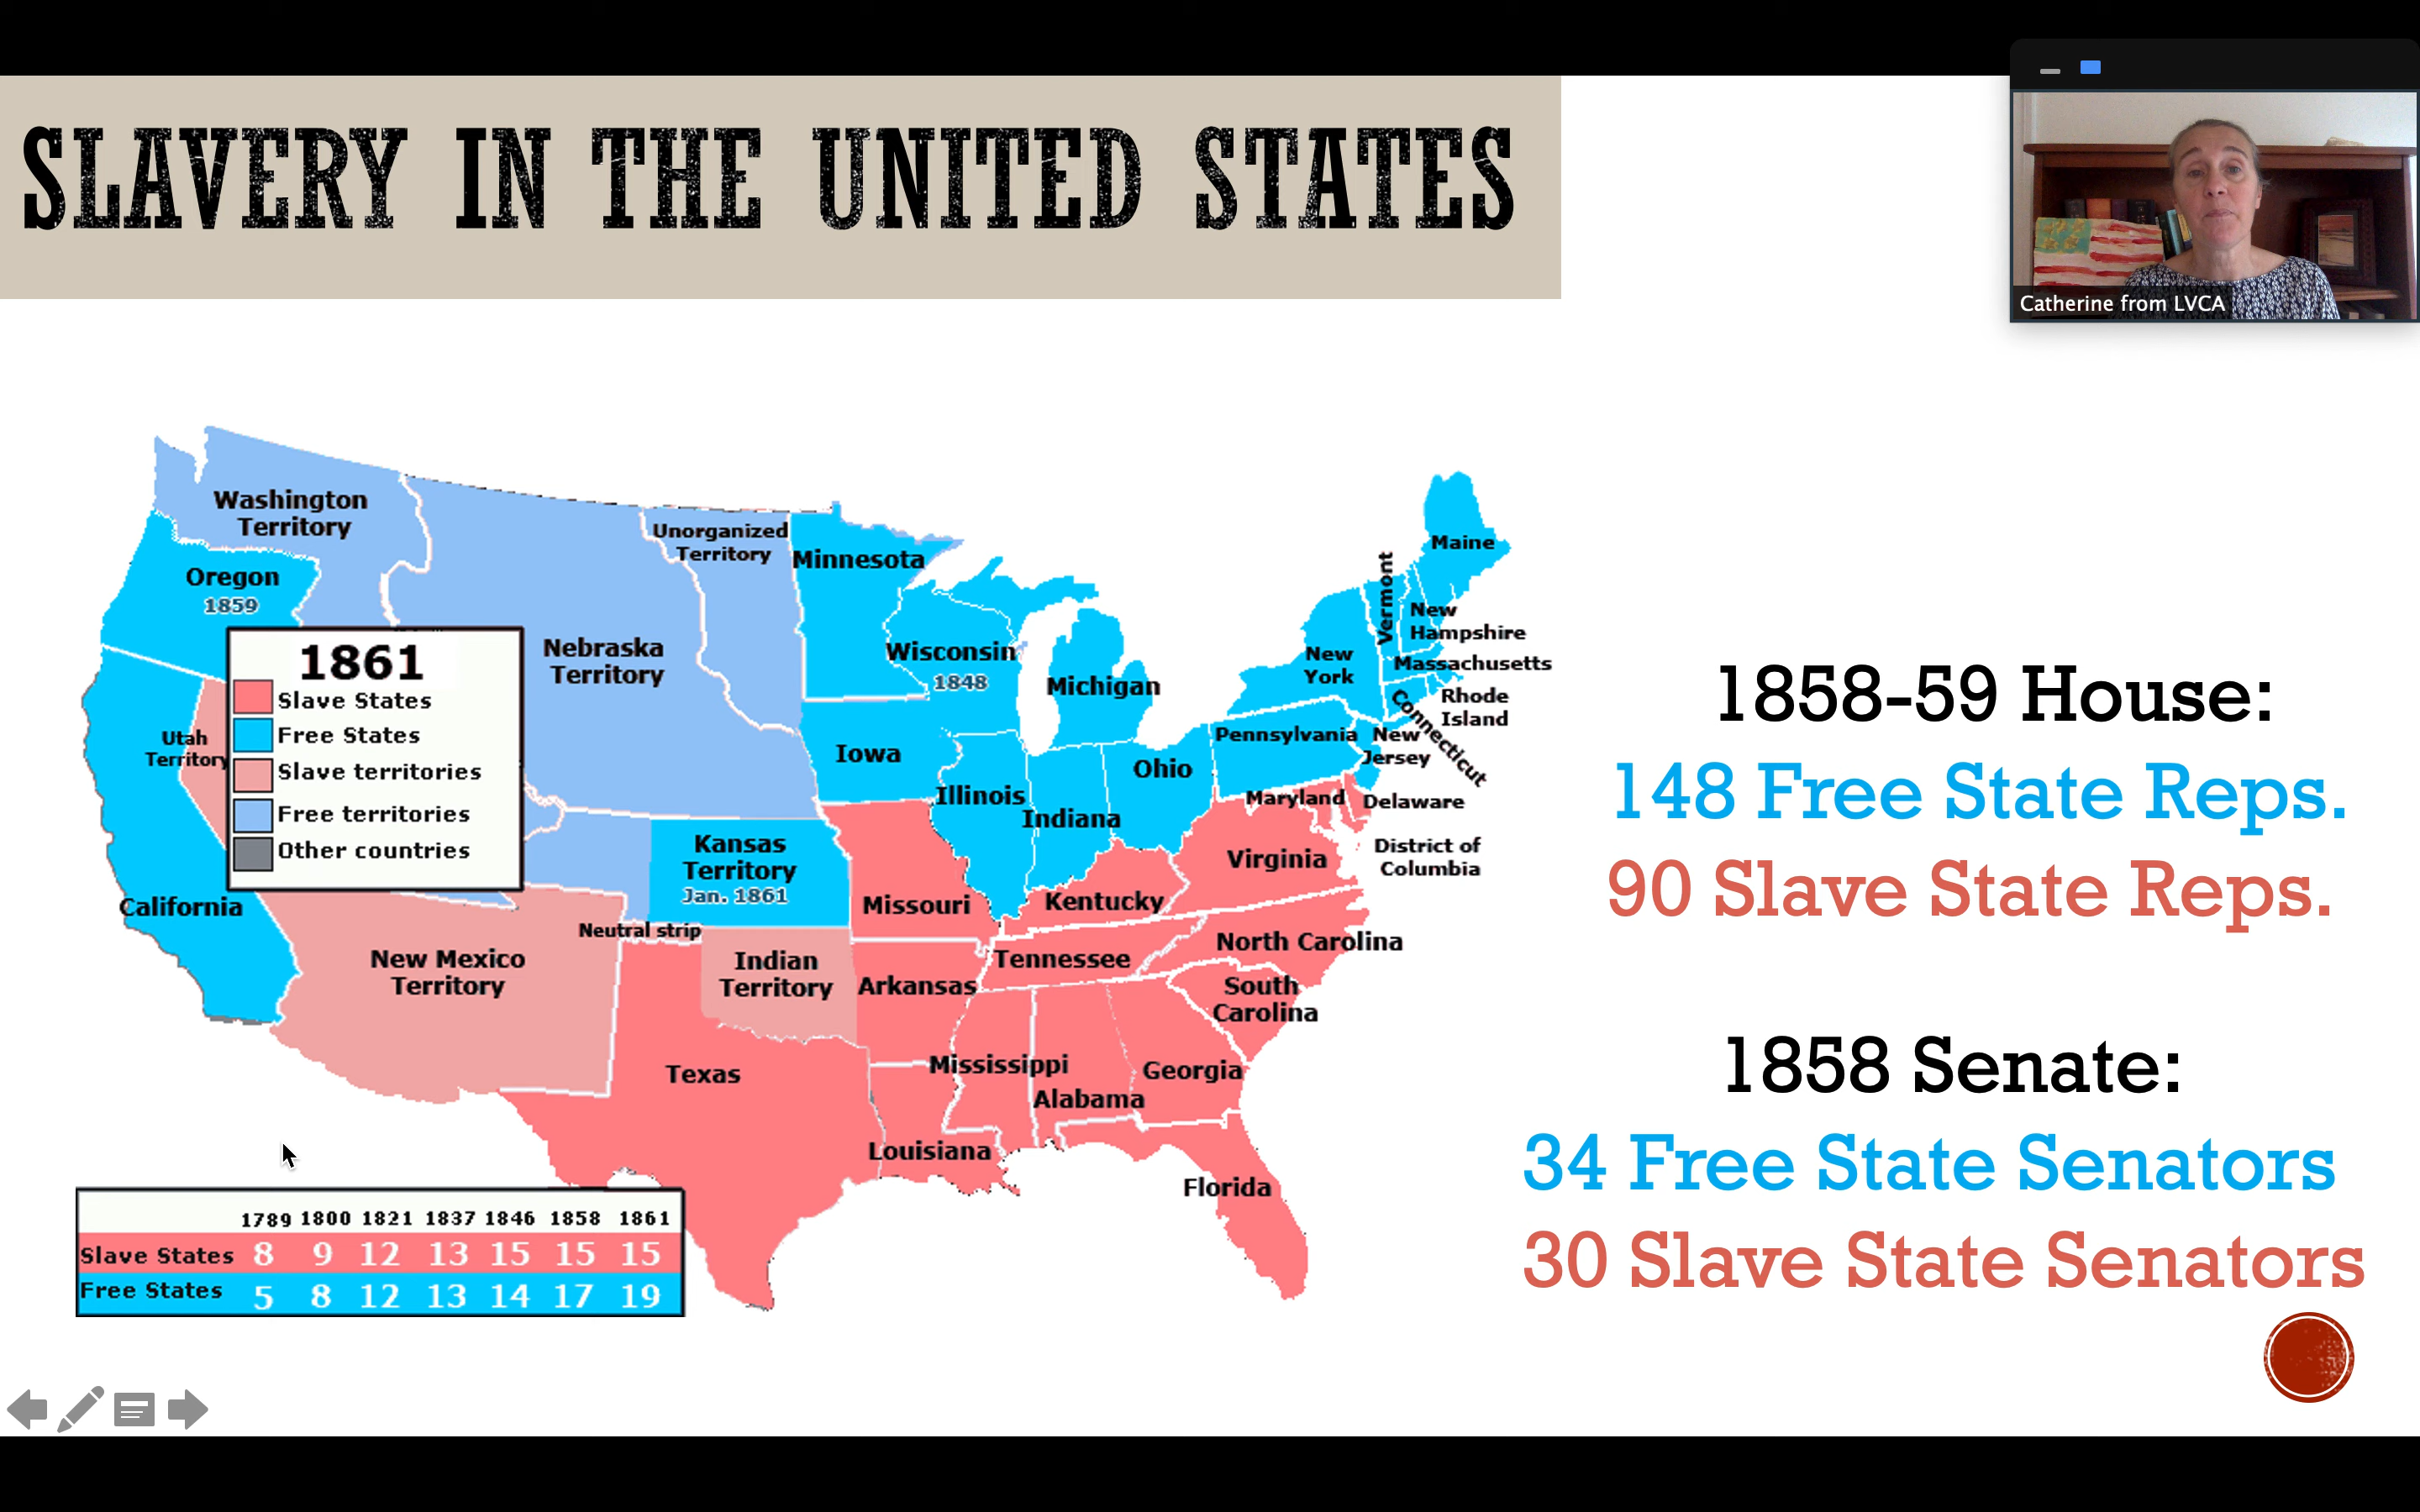 SLAVERY IN THE UNITED STATES
Catherine from LVCA
Washington
Territory
Oregon
1859
Unorganized
Territory
Minnesota
Maine
Vermont
New
Hampshire
Massachusetts
Rhode
Island
Connecticut
New
York
Wisconsin
1848
Michigan
Nebraska
Territory
1861
Slave States
Free States
Slave territories
Free territories
Other countries
Utah
Territory
California
Iowa
Illinois
Indiana
Ohio
Pennsylvania
New
Jersey
Maryland
Delaware
District of
Columbia
Virginia
Kansas
Territory
Jan. 1861
Missouri
Kentucky
Neutral strip
New Mexico
Territory
Indian
Territory
Arkansas
Tennessee
North Carolina
South
Carolina
Texas
Mississippi
Alabama
Georgia
Louisiana
Florida
1789 1800 1821 1837 1846 1858 1861
Slave States 8 9 12 13 15 15 15
Free States 5 8 12 13 14 17 19
1858-59 House:
148 Free State Reps.
90 Slave State Reps.
1858 Senate:
34 Free State Senators
30 Slave State Senators